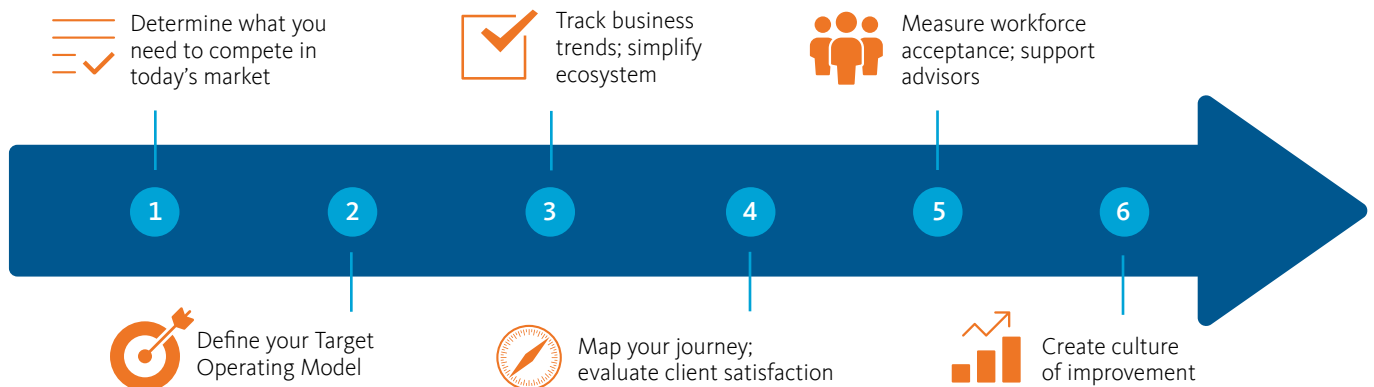 Determine what you
need to compete in
today’s market
Track business
trends; simplify
ecosystem
Measure workforce
acceptance; support
advisors
1
2
3
4
5
6
Define your Target
Operating Model
Map your journey;
evaluate client satisfaction
Create culture
of improvement